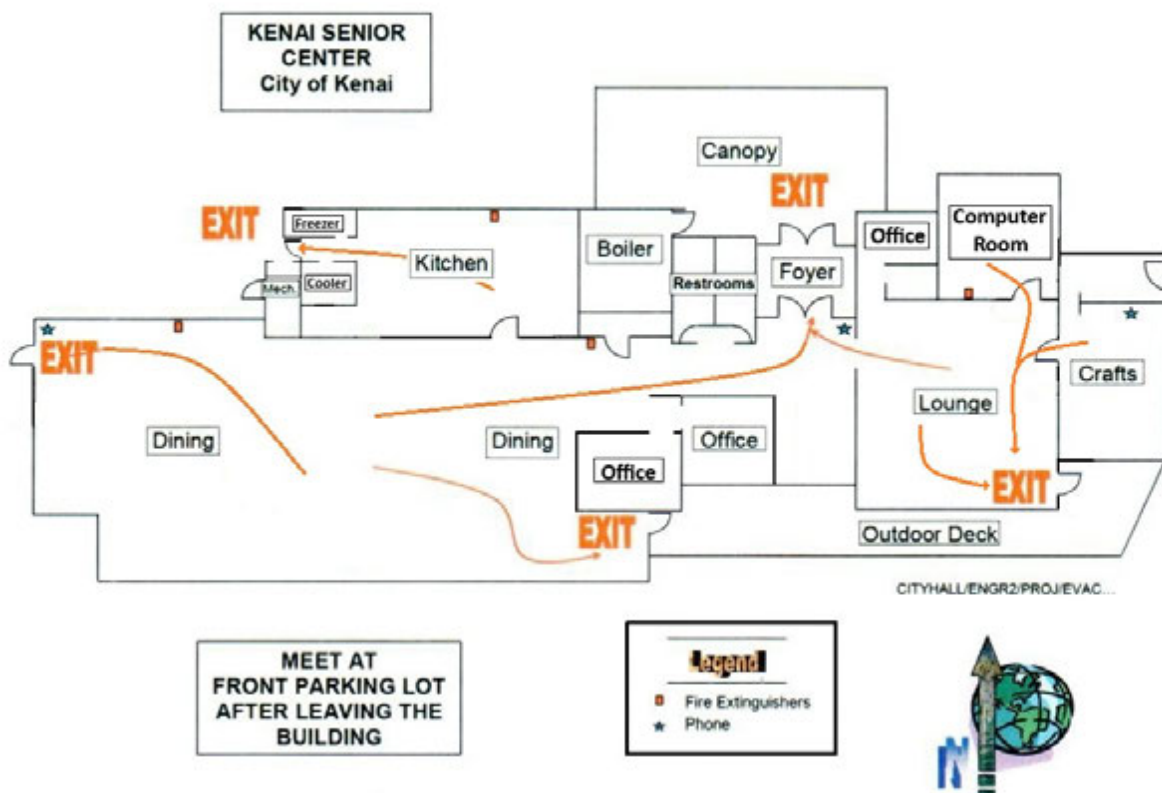 KENAI SENIOR
CENTER
City of Kenai
Canopy
EXIT
EXIT
Freezer
Kitchen
Boiler
Office
Computer
Room
Mech.
Cooler
Restrooms
Foyer
EXIT
Crafts
Lounge
Dining
Dining
Office
Office
EXIT
EXIT
Outdoor Deck
CITYHALL/ENGR2/PROJ/EVAC...
MEET AT
FRONT PARKING LOT
AFTER LEAVING THE
BUILDING
Legend
Fire Extinguishers
Phone
N